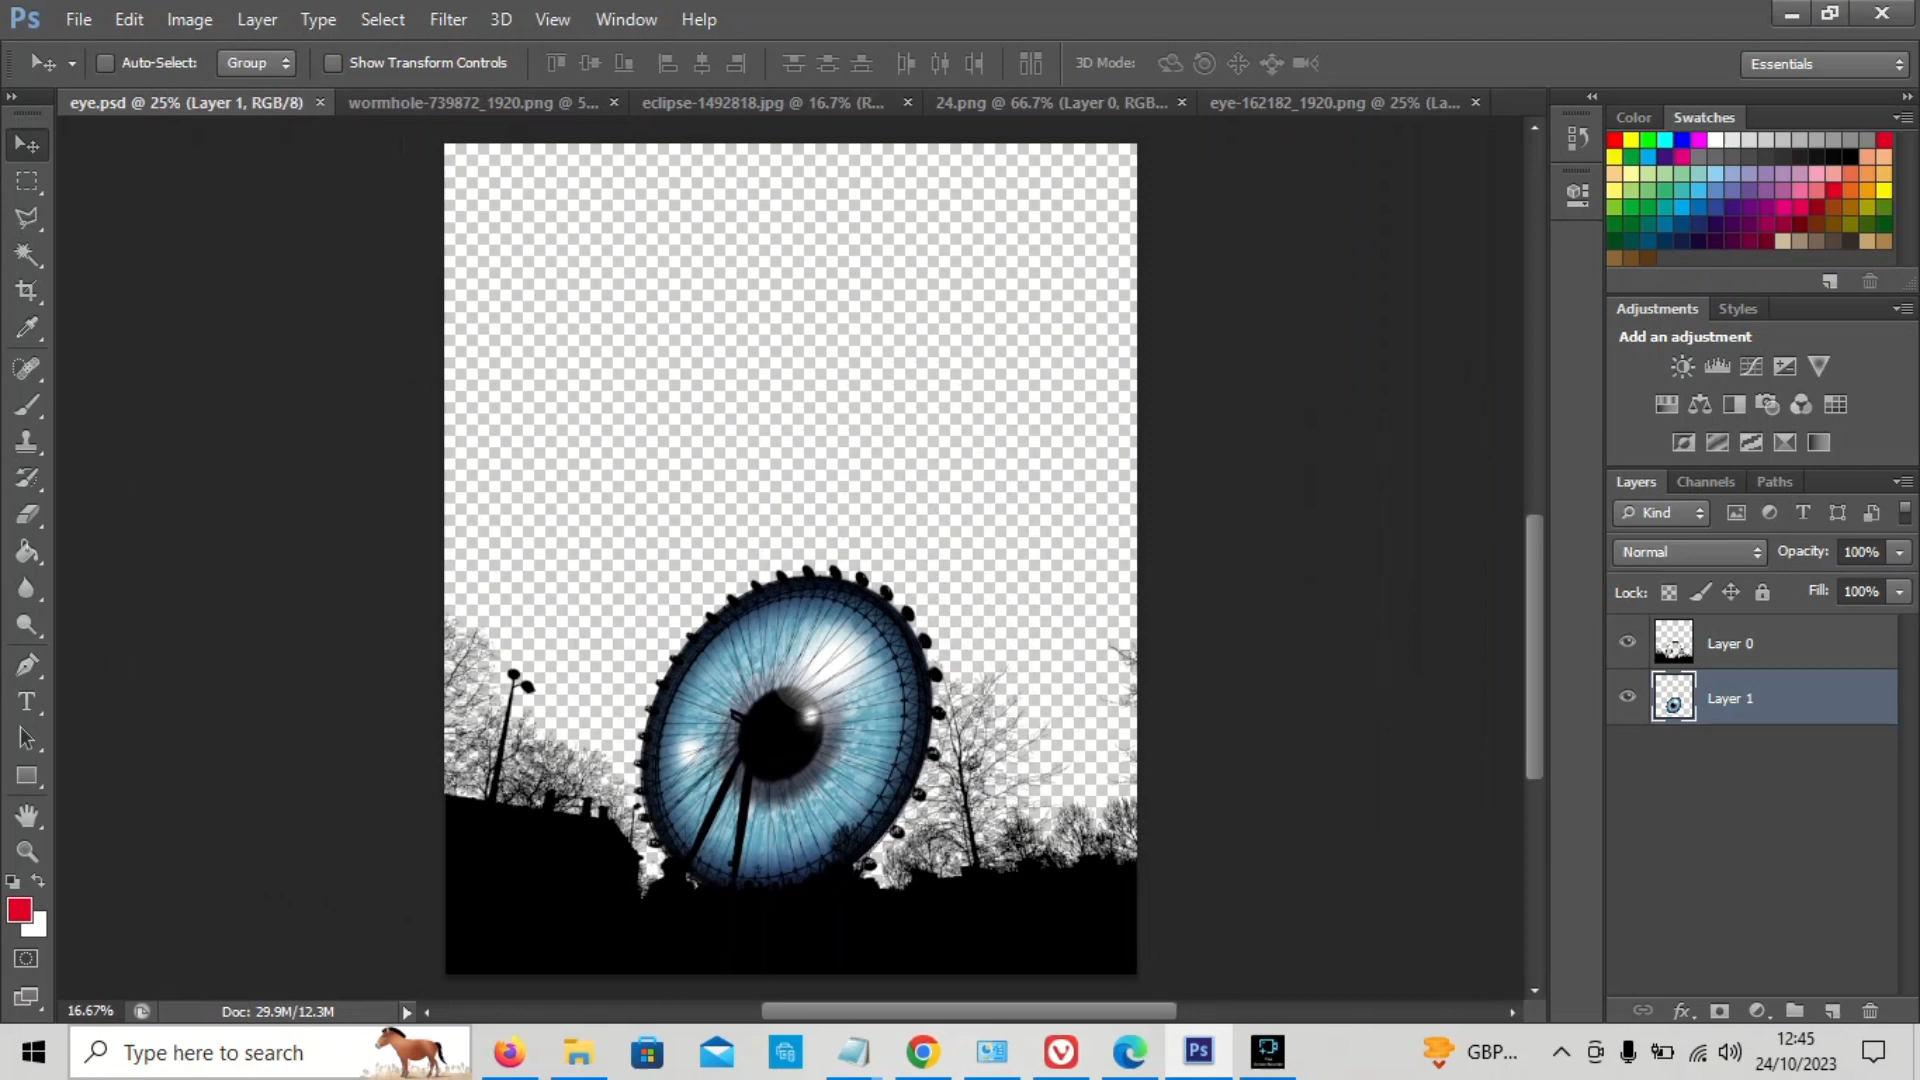 Ps File Edit Image Layer Type Select Filter 3D View Window Help
Auto-Select: Group Show Transform Controls 3D Mode: Essentials
eye.psd @ 25% (Layer 1, RGB/8) × wormhole-739872_1920.png @ 5... × eclipse-1492818.jpg @ 16.7% (R... × 24.png @ 66.7% (Layer 0, RGB... × eye-162182_1920.png @ 25% (La... ×
Color Swatches
Adjustments Styles
Add an adjustment
Layers Channels Paths
Kind
Normal Opacity: 100%
Lock: Fill: 100%
Layer 0
Layer 1
16.67% Doc: 29.9M/12.3M
Type here to search
Ps
GBP...
12:45
24/10/2023